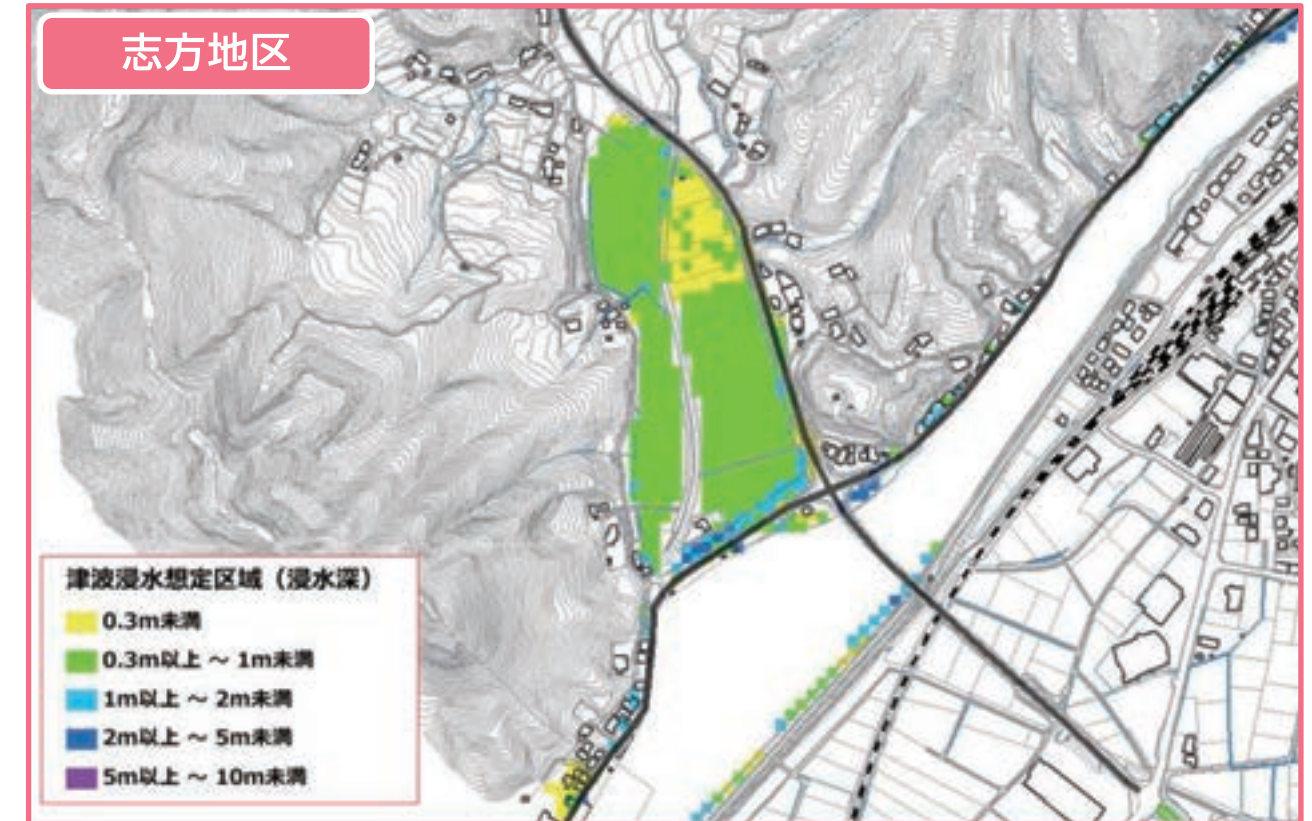 志方地区
津波浸水想定区域（浸水深）
0.3m未満
0.3m以上 ～ 1m未満
1m以上 ～ 2m未満
2m以上 ～ 5m未満
5m以上 ～ 10m未満